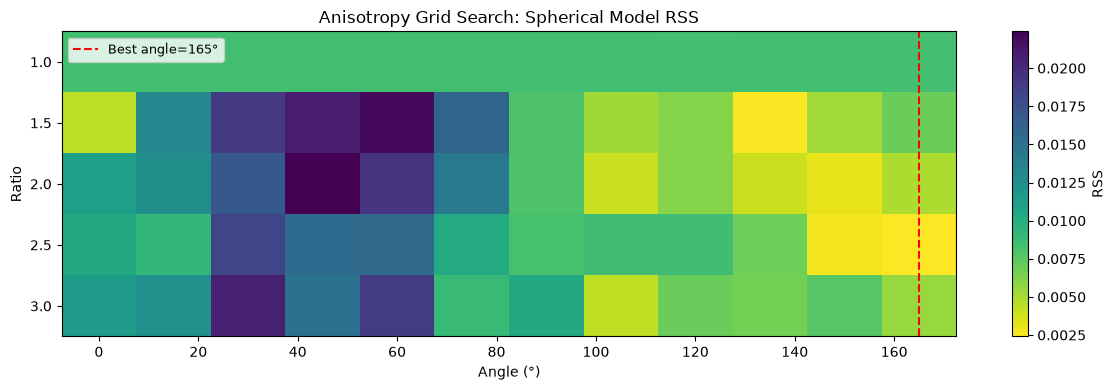 Anisotropy Grid Search: Spherical Model RSS
Best angle=165°
1.0
1.5
2.0
2.5
3.0
Ratio
0 20 40 60 80 100 120 140 160
Angle (°)
0.0200
0.0175
0.0150
0.0125
0.0100
0.0075
0.0050
0.0025
RSS